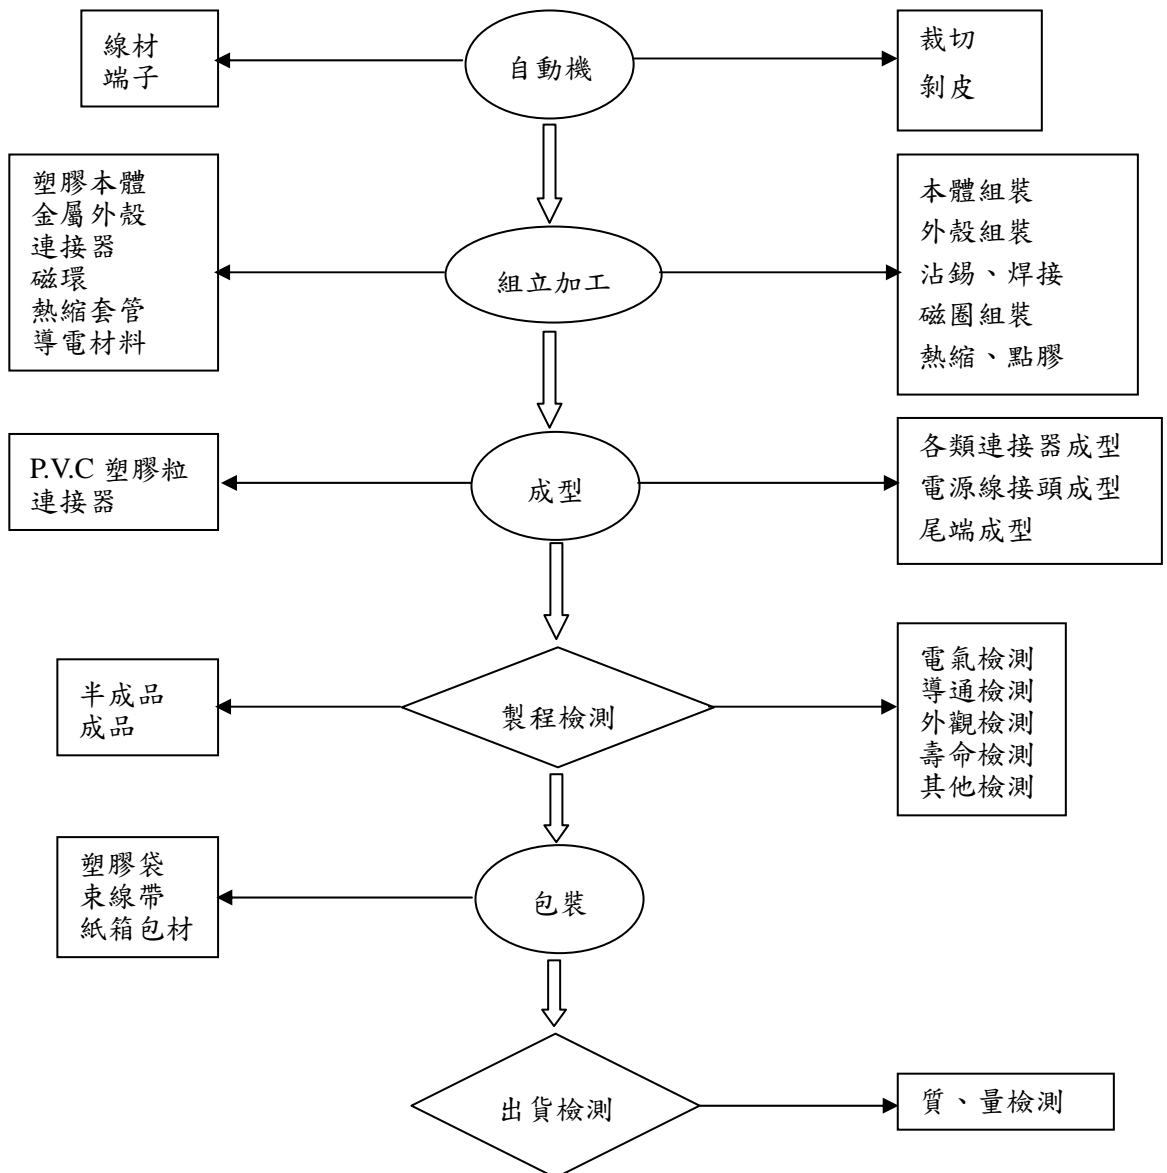 線材
端子
自動機
裁切
剝皮
塑膠本體
金屬外殼
連接器
磁環
熱縮套管
導電材料
組立加工
本體組裝
外殼組裝
沾錫、焊接
磁圈組裝
熱縮、點膠
P.V.C 塑膠粒
連接器
成型
各類連接器成型
電源線接頭成型
尾端成型
半成品
成品
製程檢測
電氣檢測
導通檢測
外觀檢測
壽命檢測
其他檢測
塑膠袋
束線帶
紙箱包材
包裝
出貨檢測
質、量檢測